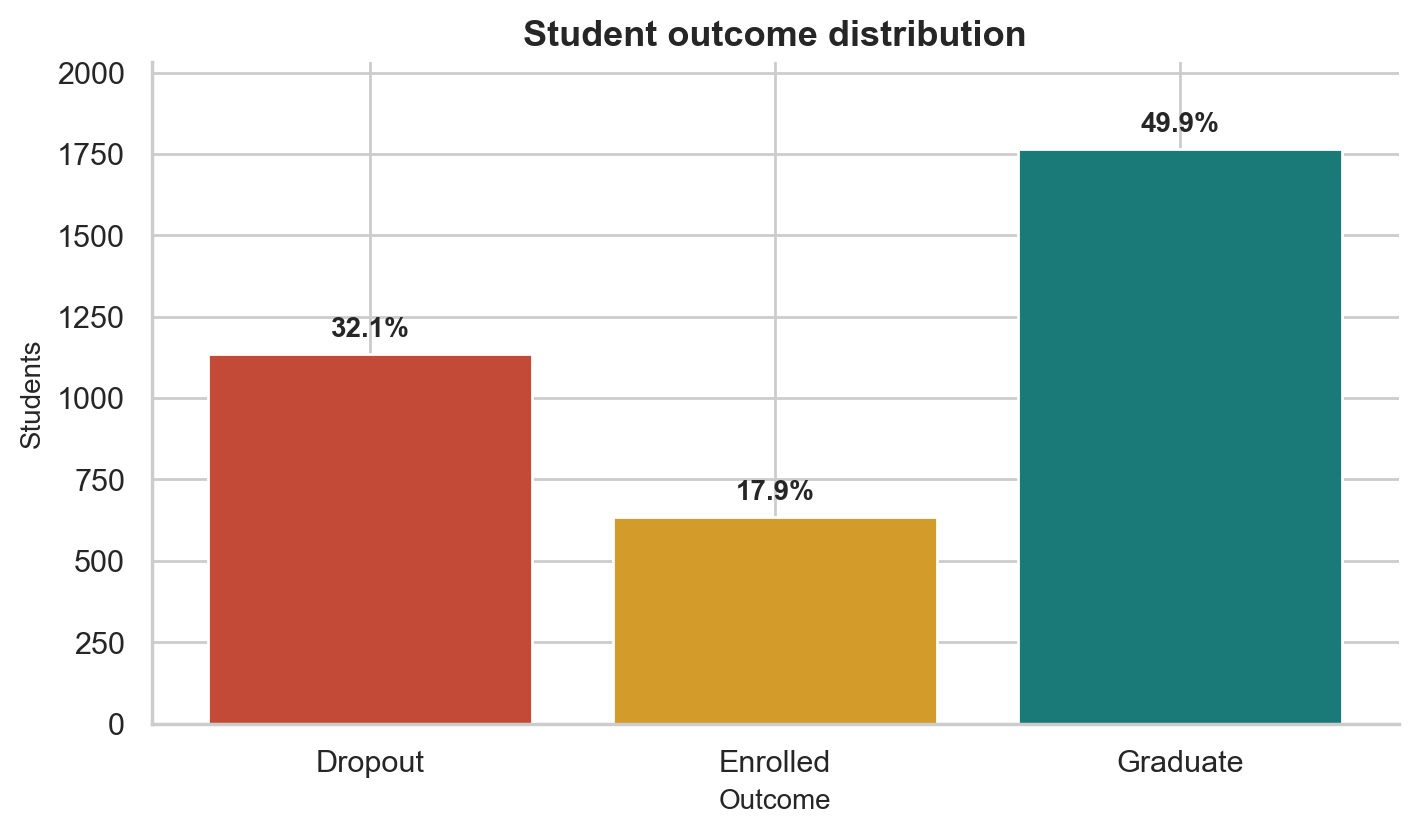 Student outcome distribution
2000
1750
1500
1250
1000
750
500
250
0
Students
32.1%
17.9%
49.9%
Dropout
Enrolled
Graduate
Outcome